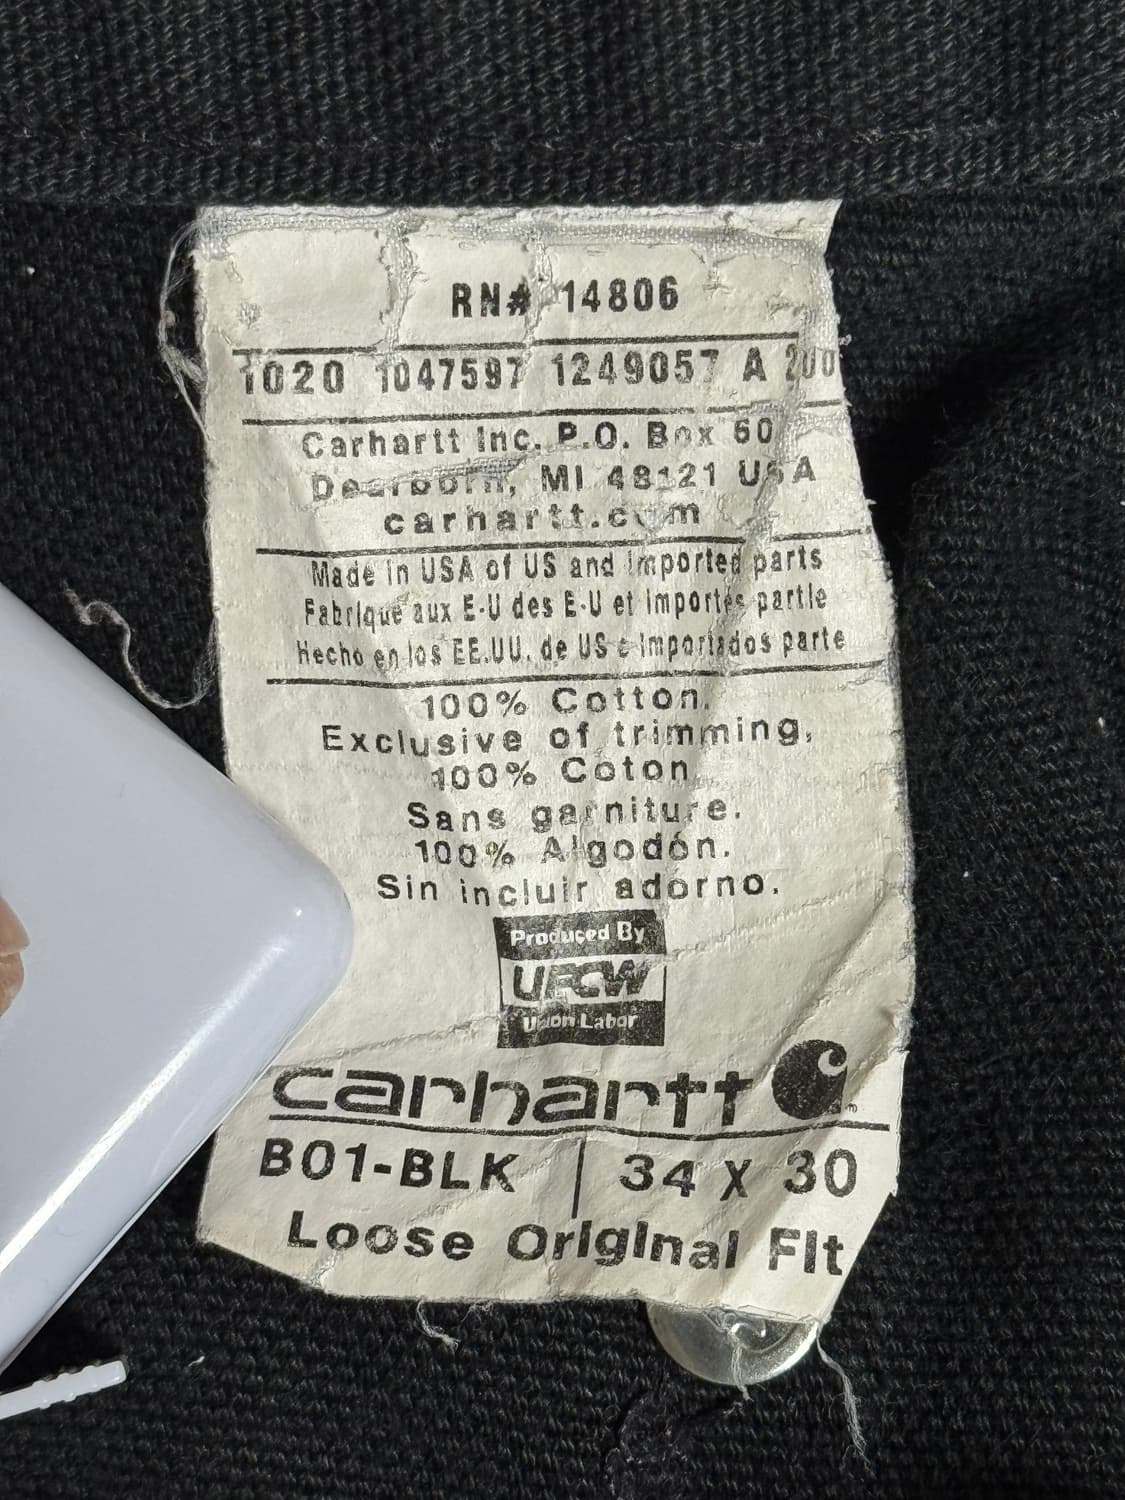 RN# 14806
1020 1047597 1249057 A 200
Carhartt Inc. P.O. Box 60
Dearborn, MI 48121 USA
carhartt.com
Made in USA of US and imported parts
Fabriqué aux E-U des E-U et importés partie
Hecho en los EE.UU. de US e importados parte
100% Cotton.
Exclusive of trimming.
100% Coton
Sans garniture.
100% Algodón.
Sin incluir adorno.
Produced By
UFCW
Union Labor
carhartt
B01-BLK | 34 X 30
Loose Original Fit